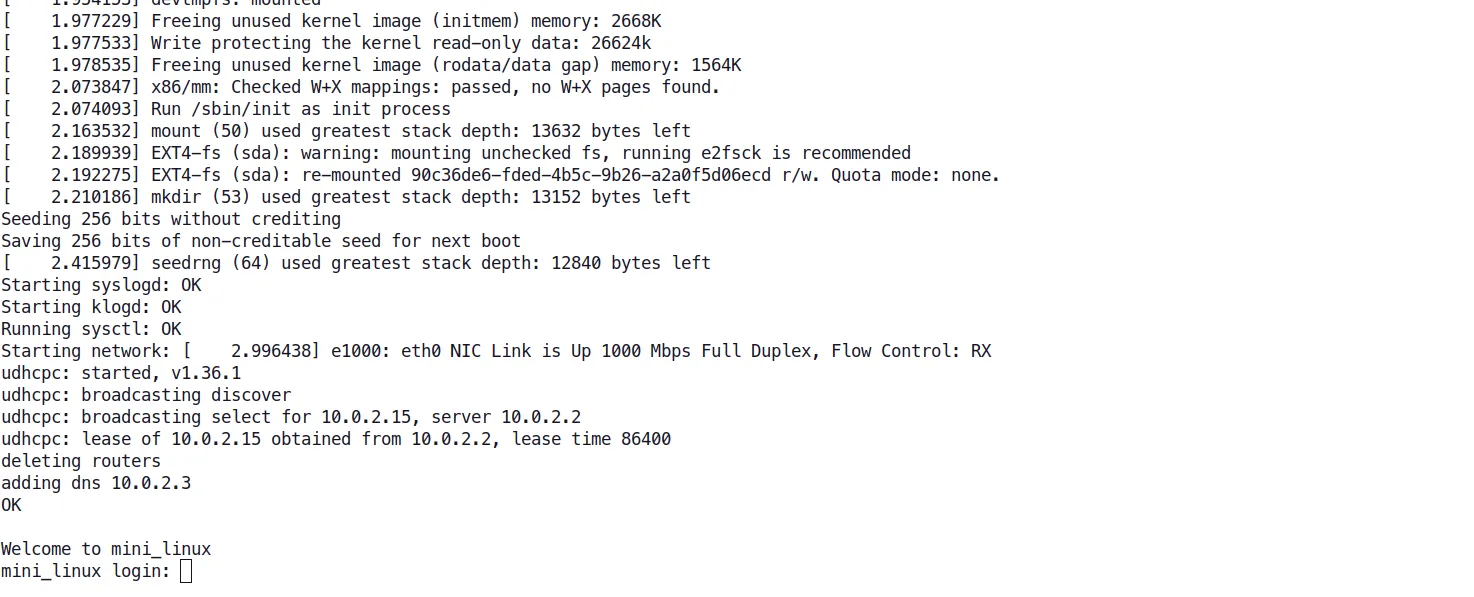 [    1.954153] devtmpfs: mounted
[    1.977229] Freeing unused kernel image (initmem) memory: 2668K
[    1.977533] Write protecting the kernel read-only data: 26624k
[    1.978535] Freeing unused kernel image (rodata/data gap) memory: 1564K
[    2.073847] x86/mm: Checked W+X mappings: passed, no W+X pages found.
[    2.074093] Run /sbin/init as init process
[    2.163532] mount (50) used greatest stack depth: 13632 bytes left
[    2.189939] EXT4-fs (sda): warning: mounting unchecked fs, running e2fsck is recommended
[    2.192275] EXT4-fs (sda): re-mounted 90c36de6-fded-4b5c-9b26-a2a0f5d06ecd r/w. Quota mode: none.
[    2.210186] mkdir (53) used greatest stack depth: 13152 bytes left
Seeding 256 bits without crediting
Saving 256 bits of non-creditable seed for next boot
[    2.415979] seedrng (64) used greatest stack depth: 12840 bytes left
Starting syslogd: OK
Starting klogd: OK
Running sysctl: OK
Starting network: [    2.996438] e1000: eth0 NIC Link is Up 1000 Mbps Full Duplex, Flow Control: RX
udhcpc: started, v1.36.1
udhcpc: broadcasting discover
udhcpc: broadcasting select for 10.0.2.15, server 10.0.2.2
udhcpc: lease of 10.0.2.15 obtained from 10.0.2.2, lease time 86400
deleting routers
adding dns 10.0.2.3
OK
Welcome to mini_linux
mini_linux login: